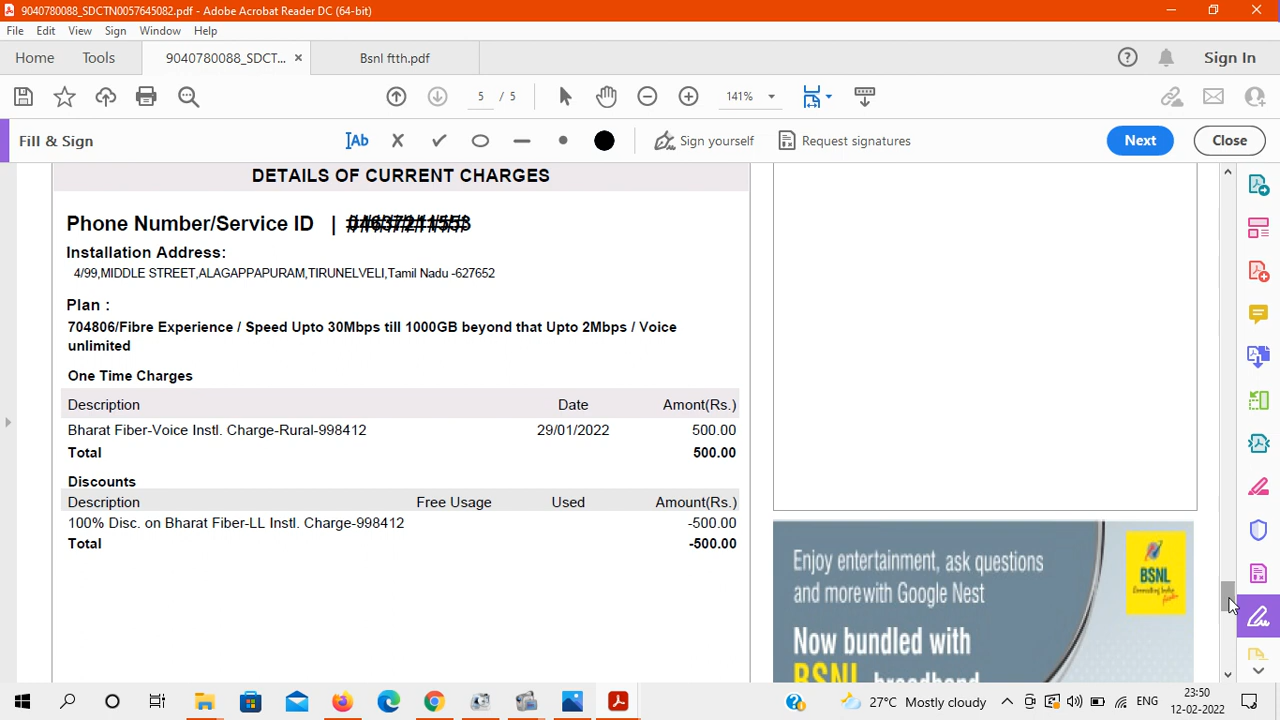 9040780088_SDCTN0057645082.pdf - Adobe Acrobat Reader DC (64-bit)
File Edit View Sign Window Help
Home Tools 9040780088_SDCT... × Bsnl ftth.pdf Sign In
5 / 5 141%
Fill & Sign Ab Sign yourself Request signatures Next Close
DETAILS OF CURRENT CHARGES
Phone Number/Service ID |
Installation Address:
4/99,MIDDLE STREET,ALAGAPPAPURAM,TIRUNELVELI,Tamil Nadu -627652
Plan :
704806/Fibre Experience / Speed Upto 30Mbps till 1000GB beyond that Upto 2Mbps / Voice
unlimited
One Time Charges
Description Date Amont(Rs.)
Bharat Fiber-Voice Instl. Charge-Rural-998412 29/01/2022 500.00
Total 500.00
Discounts
Description Free Usage Used Amount(Rs.)
100% Disc. on Bharat Fiber-LL Instl. Charge-998412 -500.00
Total -500.00
Enjoy entertainment, ask questions
and more with Google Nest
Now bundled with
BSNL broadband
BSNL
Connecting India
27°C Mostly cloudy ENG 23:50
12-02-2022